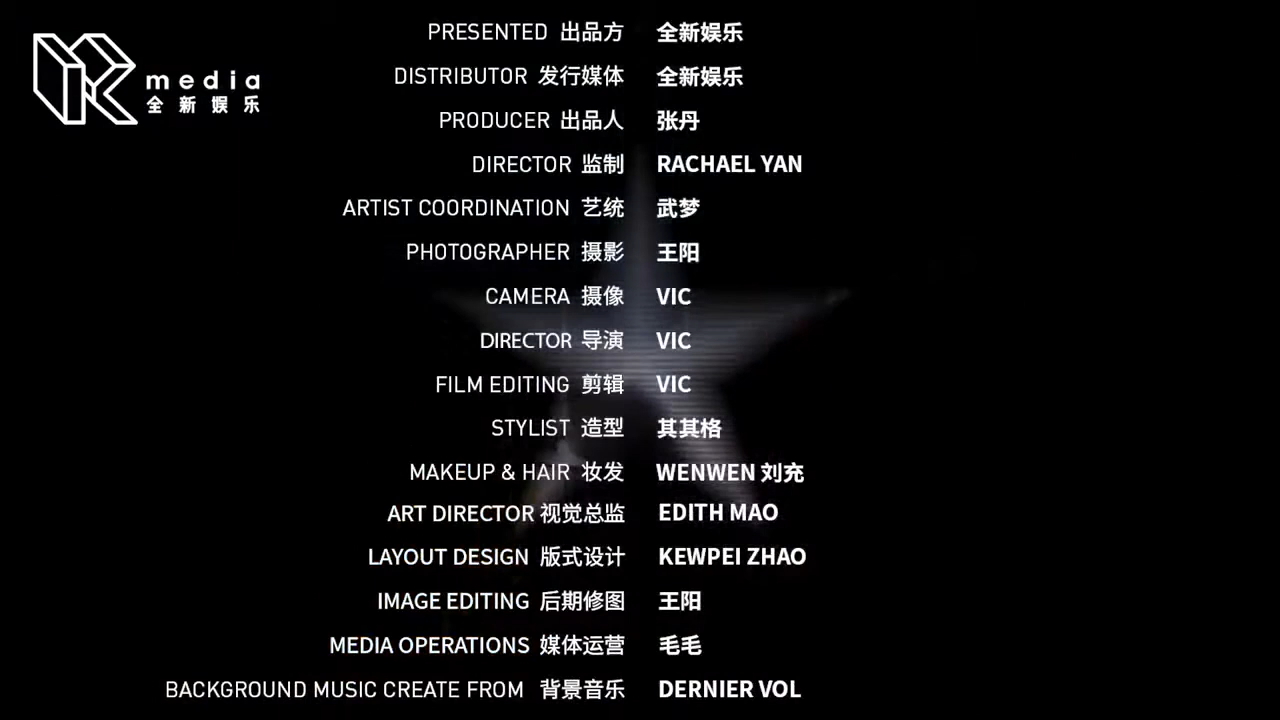 media
全新娱乐
PRESENTED 出品方 全新娱乐
DISTRIBUTOR 发行媒体 全新娱乐
PRODUCER 出品人 张丹
DIRECTOR 监制 RACHAEL YAN
ARTIST COORDINATION 艺统 武梦
PHOTOGRAPHER 摄影 王阳
CAMERA 摄像 VIC
DIRECTOR 导演 VIC
FILM EDITING 剪辑 VIC
STYLIST 造型 其其格
MAKEUP & HAIR 妆发 WENWEN 刘充
ART DIRECTOR 视觉总监 EDITH MAO
LAYOUT DESIGN 版式设计 KEWPEI ZHAO
IMAGE EDITING 后期修图 王阳
MEDIA OPERATIONS 媒体运营 毛毛
BACKGROUND MUSIC CREATE FROM 背景音乐 DERNIER VOL